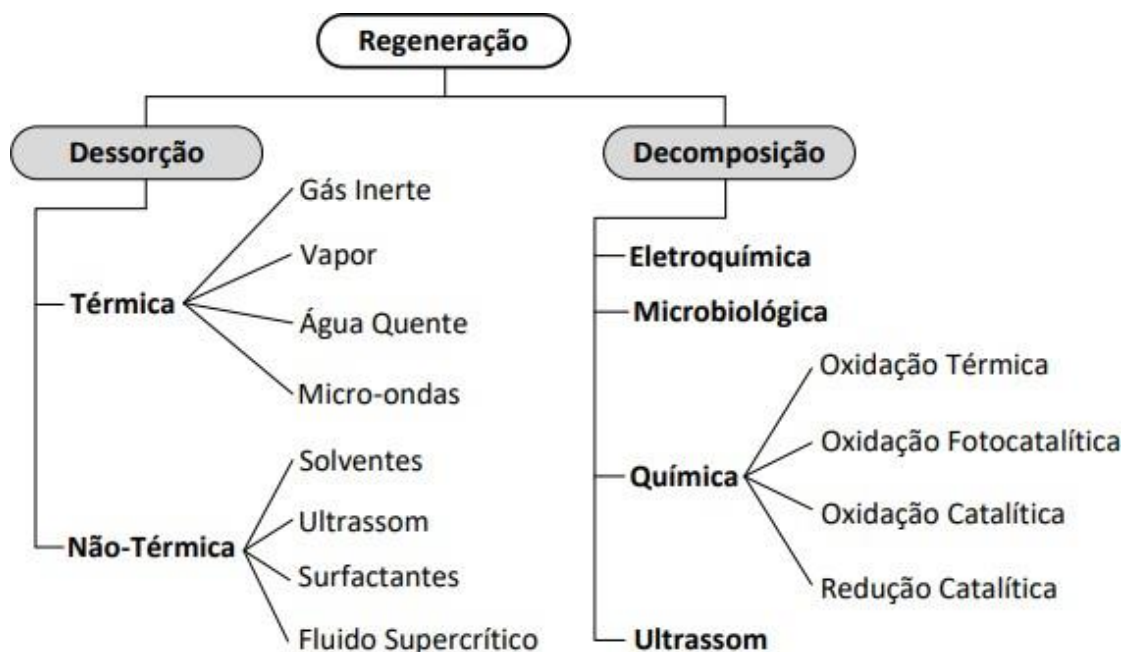 Regeneração
Dessorção
Térmica
Gás Inerte
Vapor
Água Quente
Micro-ondas
Não-Térmica
Solventes
Ultrassom
Surfactantes
Fluido Supercrítico
Decomposição
Eletroquímica
Microbiológica
Química
Oxidação Térmica
Oxidação Fotocatalítica
Oxidação Catalítica
Redução Catalítica
Ultrassom